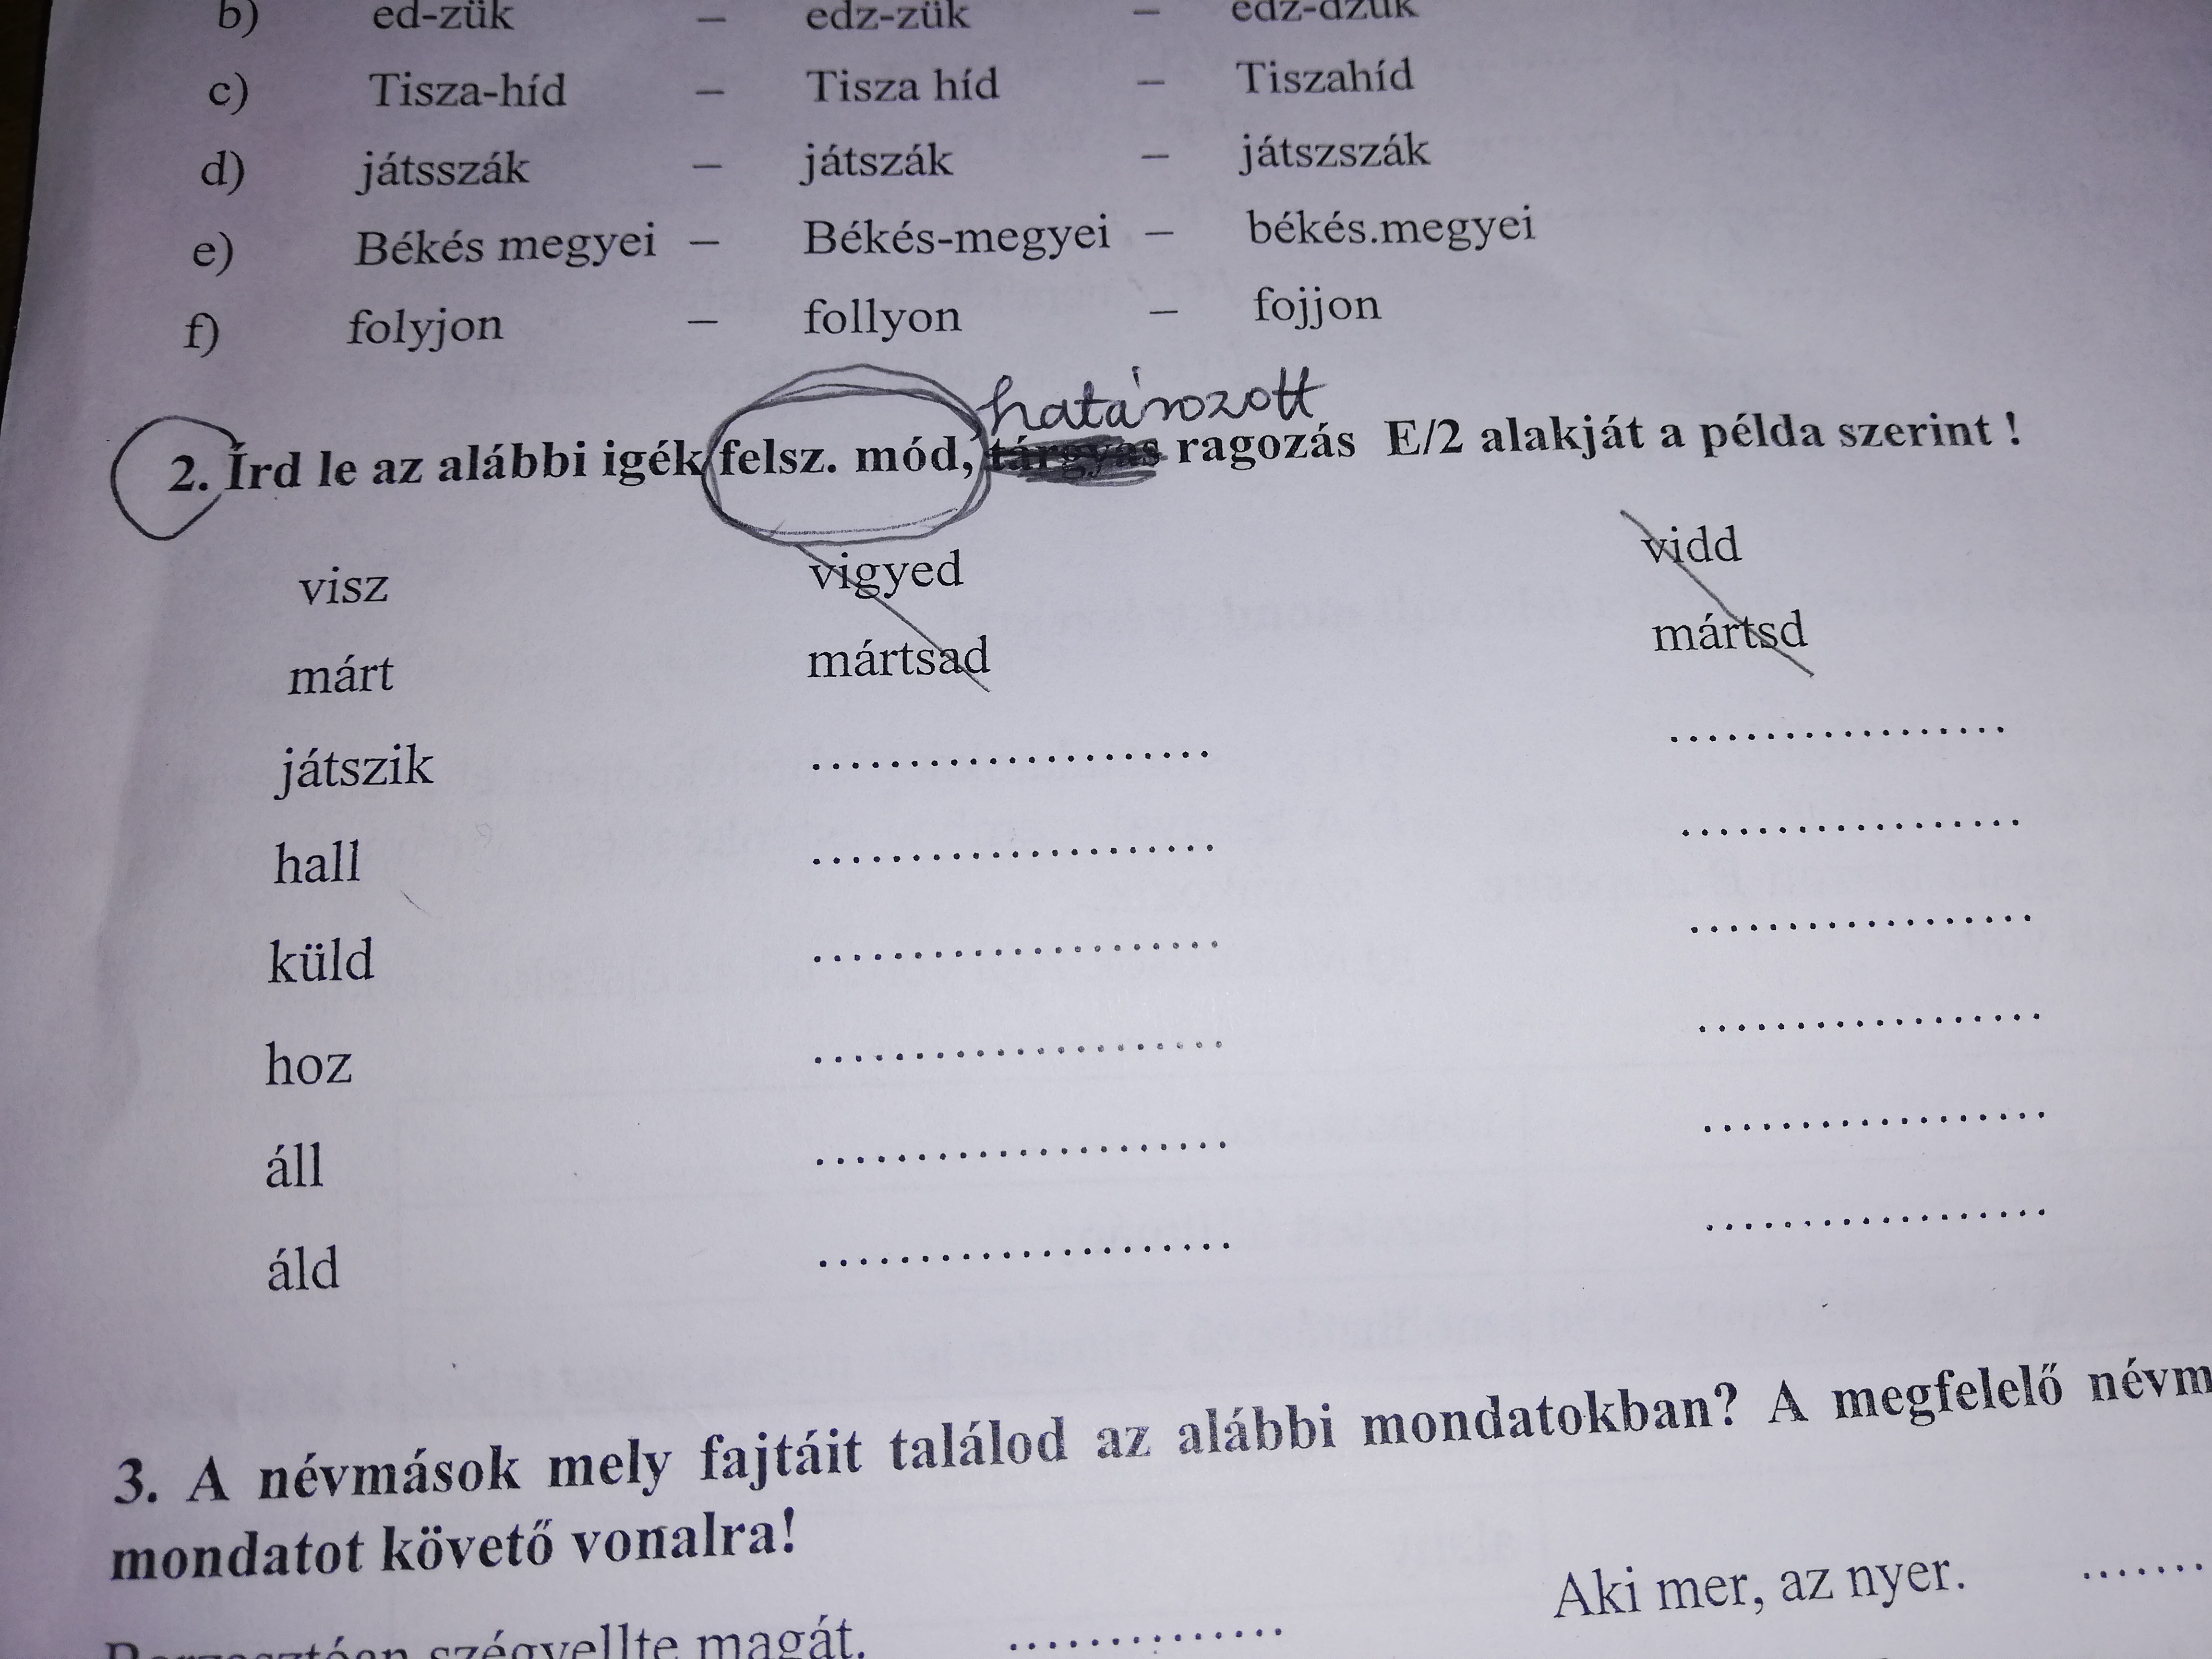 b) ed-zük – edz-zük – edz-dzük
c) Tisza-híd – Tisza híd – Tiszahíd
d) játsszák – játszák – játszszák
e) Békés megyei – Békés-megyei – békés.megyei
f) folyjon – follyon – fojjon
határozott
2. Írd le az alábbi igék felsz. mód, tárgyas ragozás E/2 alakját a példa szerint !
visz vigyed vidd
márt mártsad mártsd
játszik ...................... ..................
hall ...................... ..................
küld ...................... ..................
hoz ...................... ..................
áll ...................... ..................
áld ...................... ..................
3. A névmások mely fajtáit találod az alábbi mondatokban? A megfelelő névm
mondatot követő vonalra!
szégyellte magát. ............... Aki mer, az nyer. .......